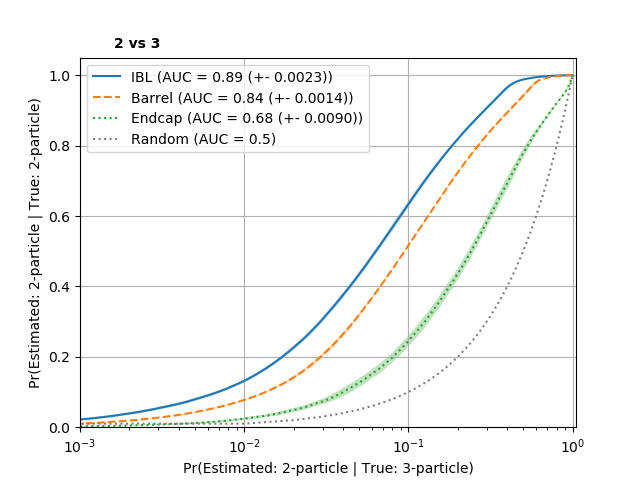 2 vs 3
IBL (AUC = 0.89 (+- 0.0023))
Barrel (AUC = 0.84 (+- 0.0014))
Endcap (AUC = 0.68 (+- 0.0090))
Random (AUC = 0.5)
Pr(Estimated: 2-particle | True: 2-particle)
1.0
0.8
0.6
0.4
0.2
0.0
10⁻³ 10⁻² 10⁻¹ 10⁰
Pr(Estimated: 2-particle | True: 3-particle)